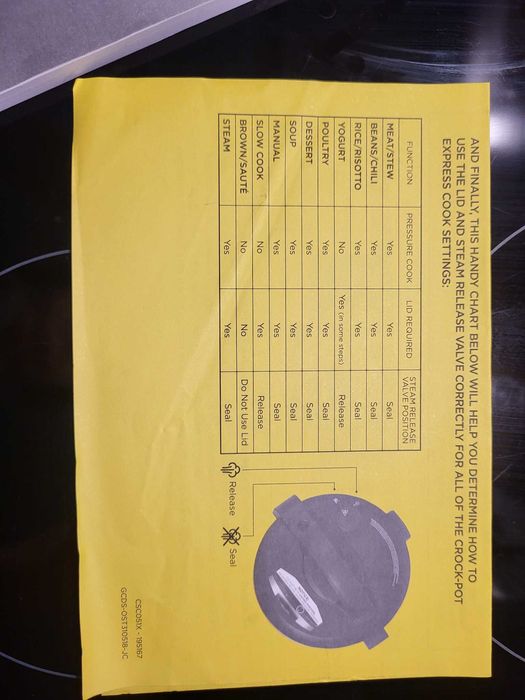 AND FINALLY, THIS HANDY CHART BELOW WILL HELP YOU DETERMINE HOW TO
USE THE LID AND STEAM RELEASE VALVE CORRECTLY FOR ALL OF THE CROCK-POT
EXPRESS COOK SETTINGS:
FUNCTION PRESSURE COOK LID REQUIRED STEAM RELEASE VALVE POSITION
MEAT/STEW Yes Yes Seal
BEANS/CHILI Yes Yes Seal
RICE/RISOTTO Yes Yes Seal
YOGURT No Yes (in some steps) Release
POULTRY Yes Yes Seal
DESSERT Yes Yes Seal
SOUP Yes Yes Seal
MANUAL Yes Yes Seal
SLOW COOK No Yes Release
BROWN/SAUTÉ No No Do Not Use Lid
STEAM Yes Yes Seal
Release Seal
CSC051X - 195167
GCDS-OST310518-JC